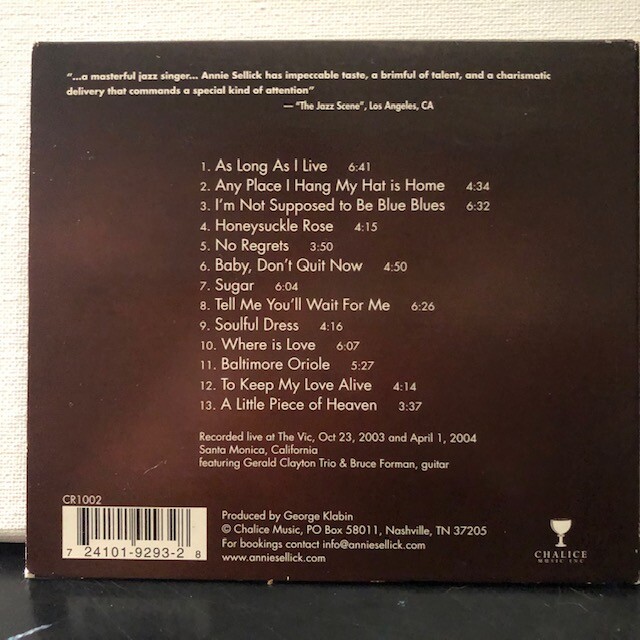 "...a masterful jazz singer... Annie Sellick has impeccable taste, a brimful of talent, and a charismatic
delivery that commands a special kind of attention"
— "The Jazz Scene", Los Angeles, CA
1. As Long As I Live 6:41
2. Any Place I Hang My Hat is Home 4:34
3. I'm Not Supposed to Be Blue Blues 6:32
4. Honeysuckle Rose 4:15
5. No Regrets 3:50
6. Baby, Don't Quit Now 4:50
7. Sugar 6:04
8. Tell Me You'll Wait For Me 6:26
9. Soulful Dress 4:16
10. Where is Love 6:07
11. Baltimore Oriole 5:27
12. To Keep My Love Alive 4:14
13. A Little Piece of Heaven 3:37
Recorded live at The Vic, Oct 23, 2003 and April 1, 2004
Santa Monica, California
featuring Gerald Clayton Trio & Bruce Forman, guitar
CR1002
7 24101-9293-2 8
Produced by George Klabin
© Chalice Music, PO Box 58011, Nashville, TN 37205
For bookings contact info@anniesellick.com
www.anniesellick.com
CHALICE
MUSIC INC